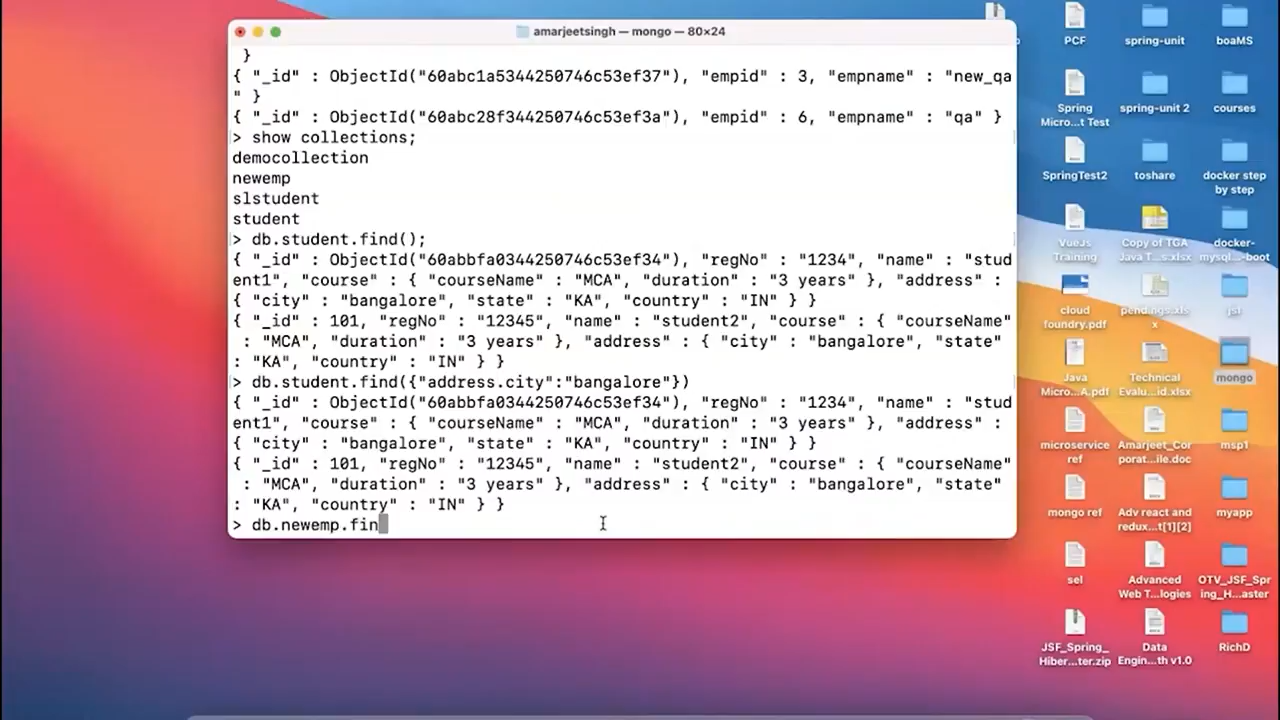 amarjeetsingh — mongo — 80×24
}
{ "_id" : ObjectId("60abc1a5344250746c53ef37"), "empid" : 3, "empname" : "new_qa
" }
{ "_id" : ObjectId("60abc28f344250746c53ef3a"), "empid" : 6, "empname" : "qa" }
> show collections;
democollection
newemp
slstudent
student
> db.student.find();
{ "_id" : ObjectId("60abbfa0344250746c53ef34"), "regNo" : "1234", "name" : "stud
ent1", "course" : { "courseName" : "MCA", "duration" : "3 years" }, "address" :
{ "city" : "bangalore", "state" : "KA", "country" : "IN" } }
{ "_id" : 101, "regNo" : "12345", "name" : "student2", "course" : { "courseName"
: "MCA", "duration" : "3 years" }, "address" : { "city" : "bangalore", "state"
: "KA", "country" : "IN" } }
> db.student.find({"address.city":"bangalore"})
{ "_id" : ObjectId("60abbfa0344250746c53ef34"), "regNo" : "1234", "name" : "stud
ent1", "course" : { "courseName" : "MCA", "duration" : "3 years" }, "address" :
{ "city" : "bangalore", "state" : "KA", "country" : "IN" } }
{ "_id" : 101, "regNo" : "12345", "name" : "student2", "course" : { "courseName"
: "MCA", "duration" : "3 years" }, "address" : { "city" : "bangalore", "state"
: "KA", "country" : "IN" } }
> db.newemp.fin
PCF
spring-unit
boaMS
Spring
Micro...t Test
spring-unit 2
courses
SpringTest2
toshare
docker step
by step
VueJs
Training
Copy of TGA
Java T...s.xlsx
docker-
mysql...-boot
cloud
foundry.pdf
pendings.xls
x
jsf
Java
Micro...A.pdf
Technical
Evalu...id.xlsx
mongo
microservice
ref
Amarjeet_Cor
porat...ile.doc
msp1
mongo ref
Adv react and
redux...t[1][2]
myapp
sel
Advanced
Web T...logies
OTV_JSF_Spr
ing_H...aster
JSF_Spring_
Hiber...ter.zip
Data
Engin...th v1.0
RichD